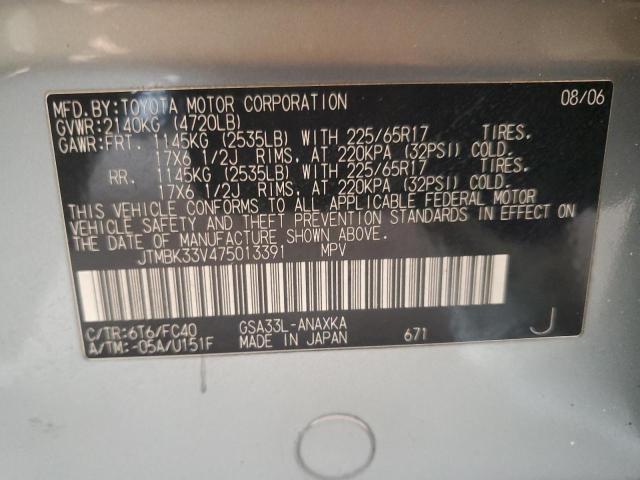 MFD.BY:TOYOTA MOTOR CORPORATION 08/06
GVWR:2140KG (4720LB)
GAWR:FRT. 1145KG (2535LB) WITH 225/65R17 TIRES.
17X6 1/2J RIMS, AT 220KPA (32PSI) COLD.
RR. 1145KG (2535LB) WITH 225/65R17 TIRES.
17X6 1/2J RIMS, AT 220KPA (32PSI) COLD.
THIS VEHICLE CONFORMS TO ALL APPLICABLE FEDERAL MOTOR
VEHICLE SAFETY AND THEFT PREVENTION STANDARDS IN EFFECT ON
THE DATE OF MANUFACTURE SHOWN ABOVE.
JTMBK33V475013391 MPV
C/TR:6T6/FC40 GSA33L-ANAXKA
A/TM:-05A/U151F MADE IN JAPAN 671 J